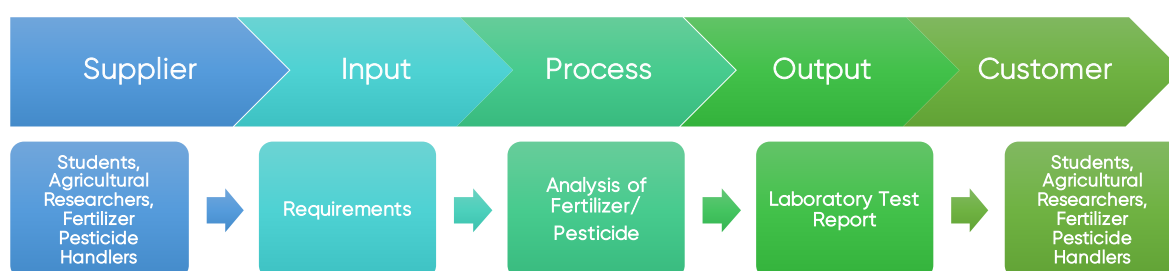 Supplier
Input
Process
Output
Customer
Students,
Agricultural
Researchers,
Fertilizer
Pesticide
Handlers
Requirements
Analysis of
Fertilizer/
Pesticide
Laboratory Test
Report
Students,
Agricultural
Researchers,
Fertilizer
Pesticide
Handlers